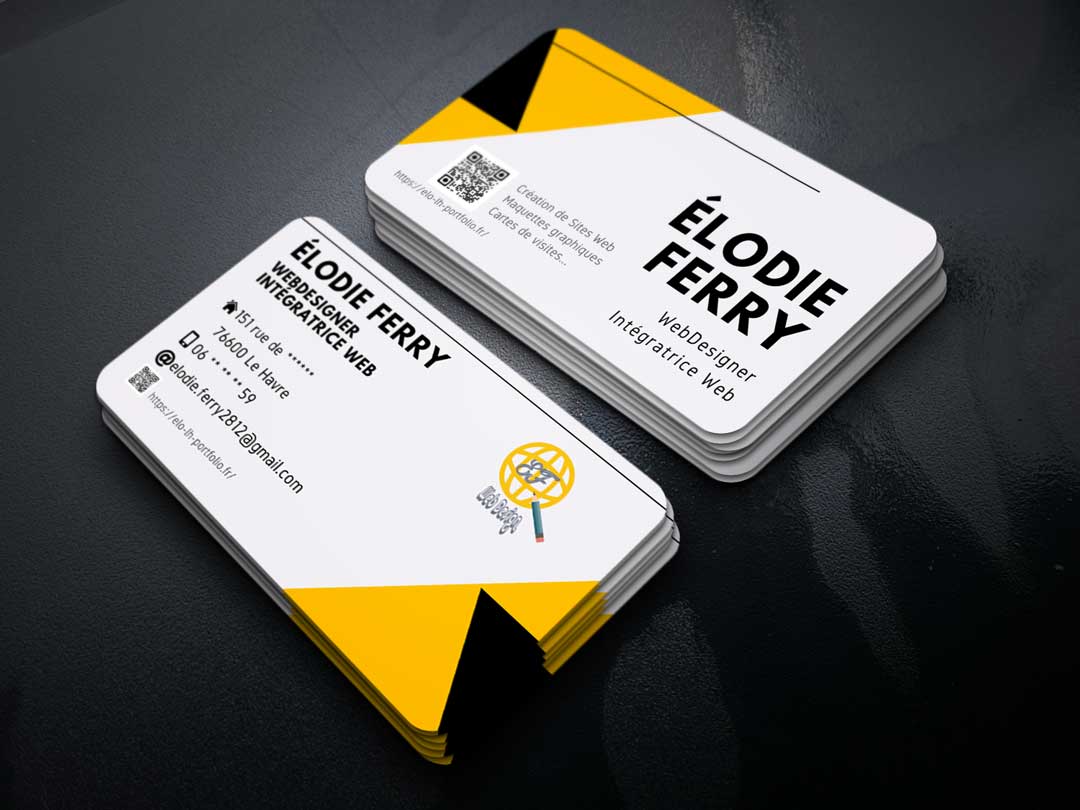 https://elo-lh-portfolio.fr/
Création de Sites Web
Maquettes graphiques
Cartes de visites...
ÉLODIE
FERRY
WebDesigner
Intégratrice Web
ÉLODIE FERRY
WEBDESIGNER
INTÉGRATRICE WEB
151 rue de ••••••
76600 Le Havre
06 •• •• •• 59
@elodie.ferry2812@gmail.com
https://elo-lh-portfolio.fr/
EF
Web Design